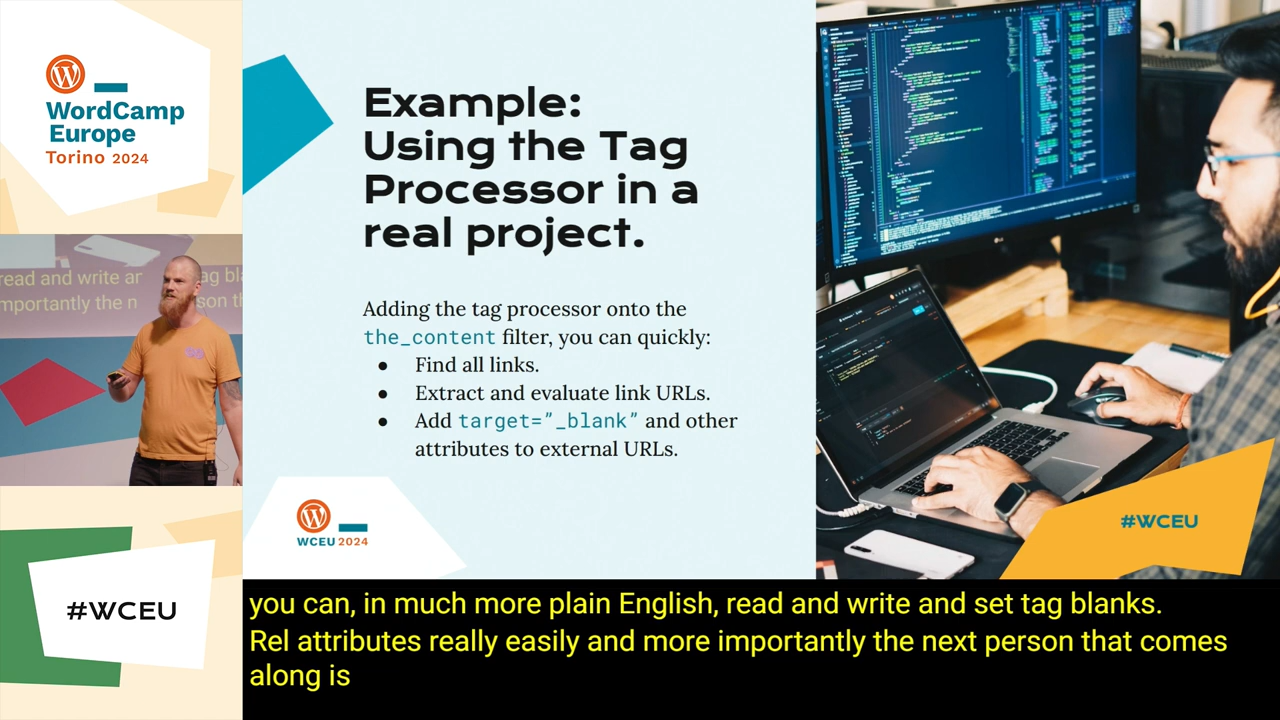 WordCamp
Europe
Torino 2024
read and write ar
ag bla
mportantly the n
son th
#WCEU
Example:
Using the Tag
Processor in a
real project.
Adding the tag processor onto the
the_content filter, you can quickly:
● Find all links.
● Extract and evaluate link URLs.
● Add target=”_blank” and other
attributes to external URLs.
WCEU 2024
#WCEU
you can, in much more plain English, read and write and set tag blanks.
Rel attributes really easily and more importantly the next person that comes
along is